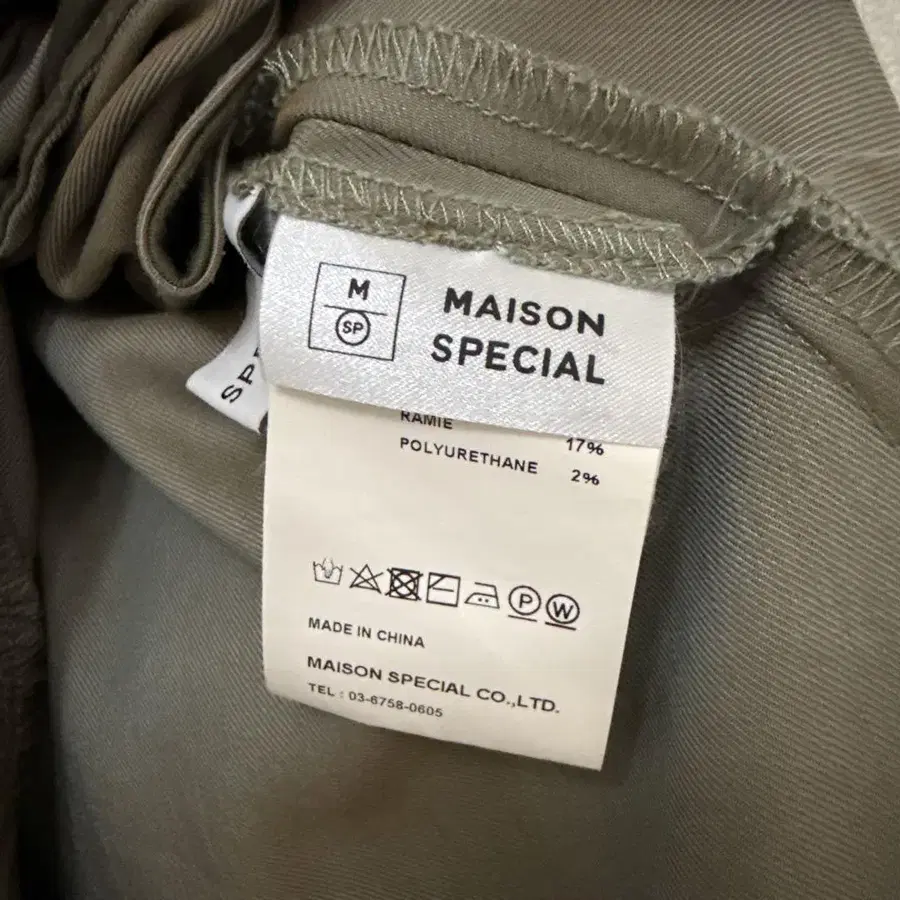 M
SP
MAISON
SPECIAL
RAMIE 17%
POLYURETHANE 2%
P W
MADE IN CHINA
MAISON SPECIAL CO.,LTD.
TEL : 03-6758-0605